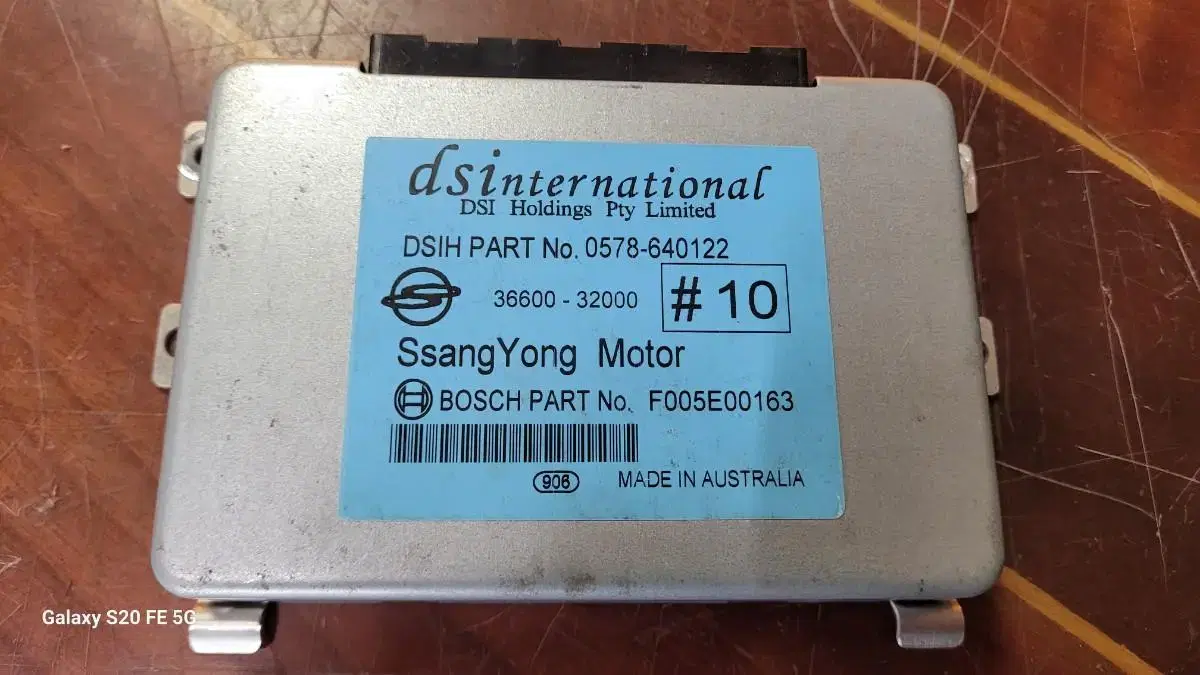 dsinternational
DSI Holdings Pty Limited
DSIH PART No. 0578-640122
36600 - 32000 #10
SsangYong Motor
BOSCH PART No. F005E00163
906 MADE IN AUSTRALIA
Galaxy S20 FE 5G